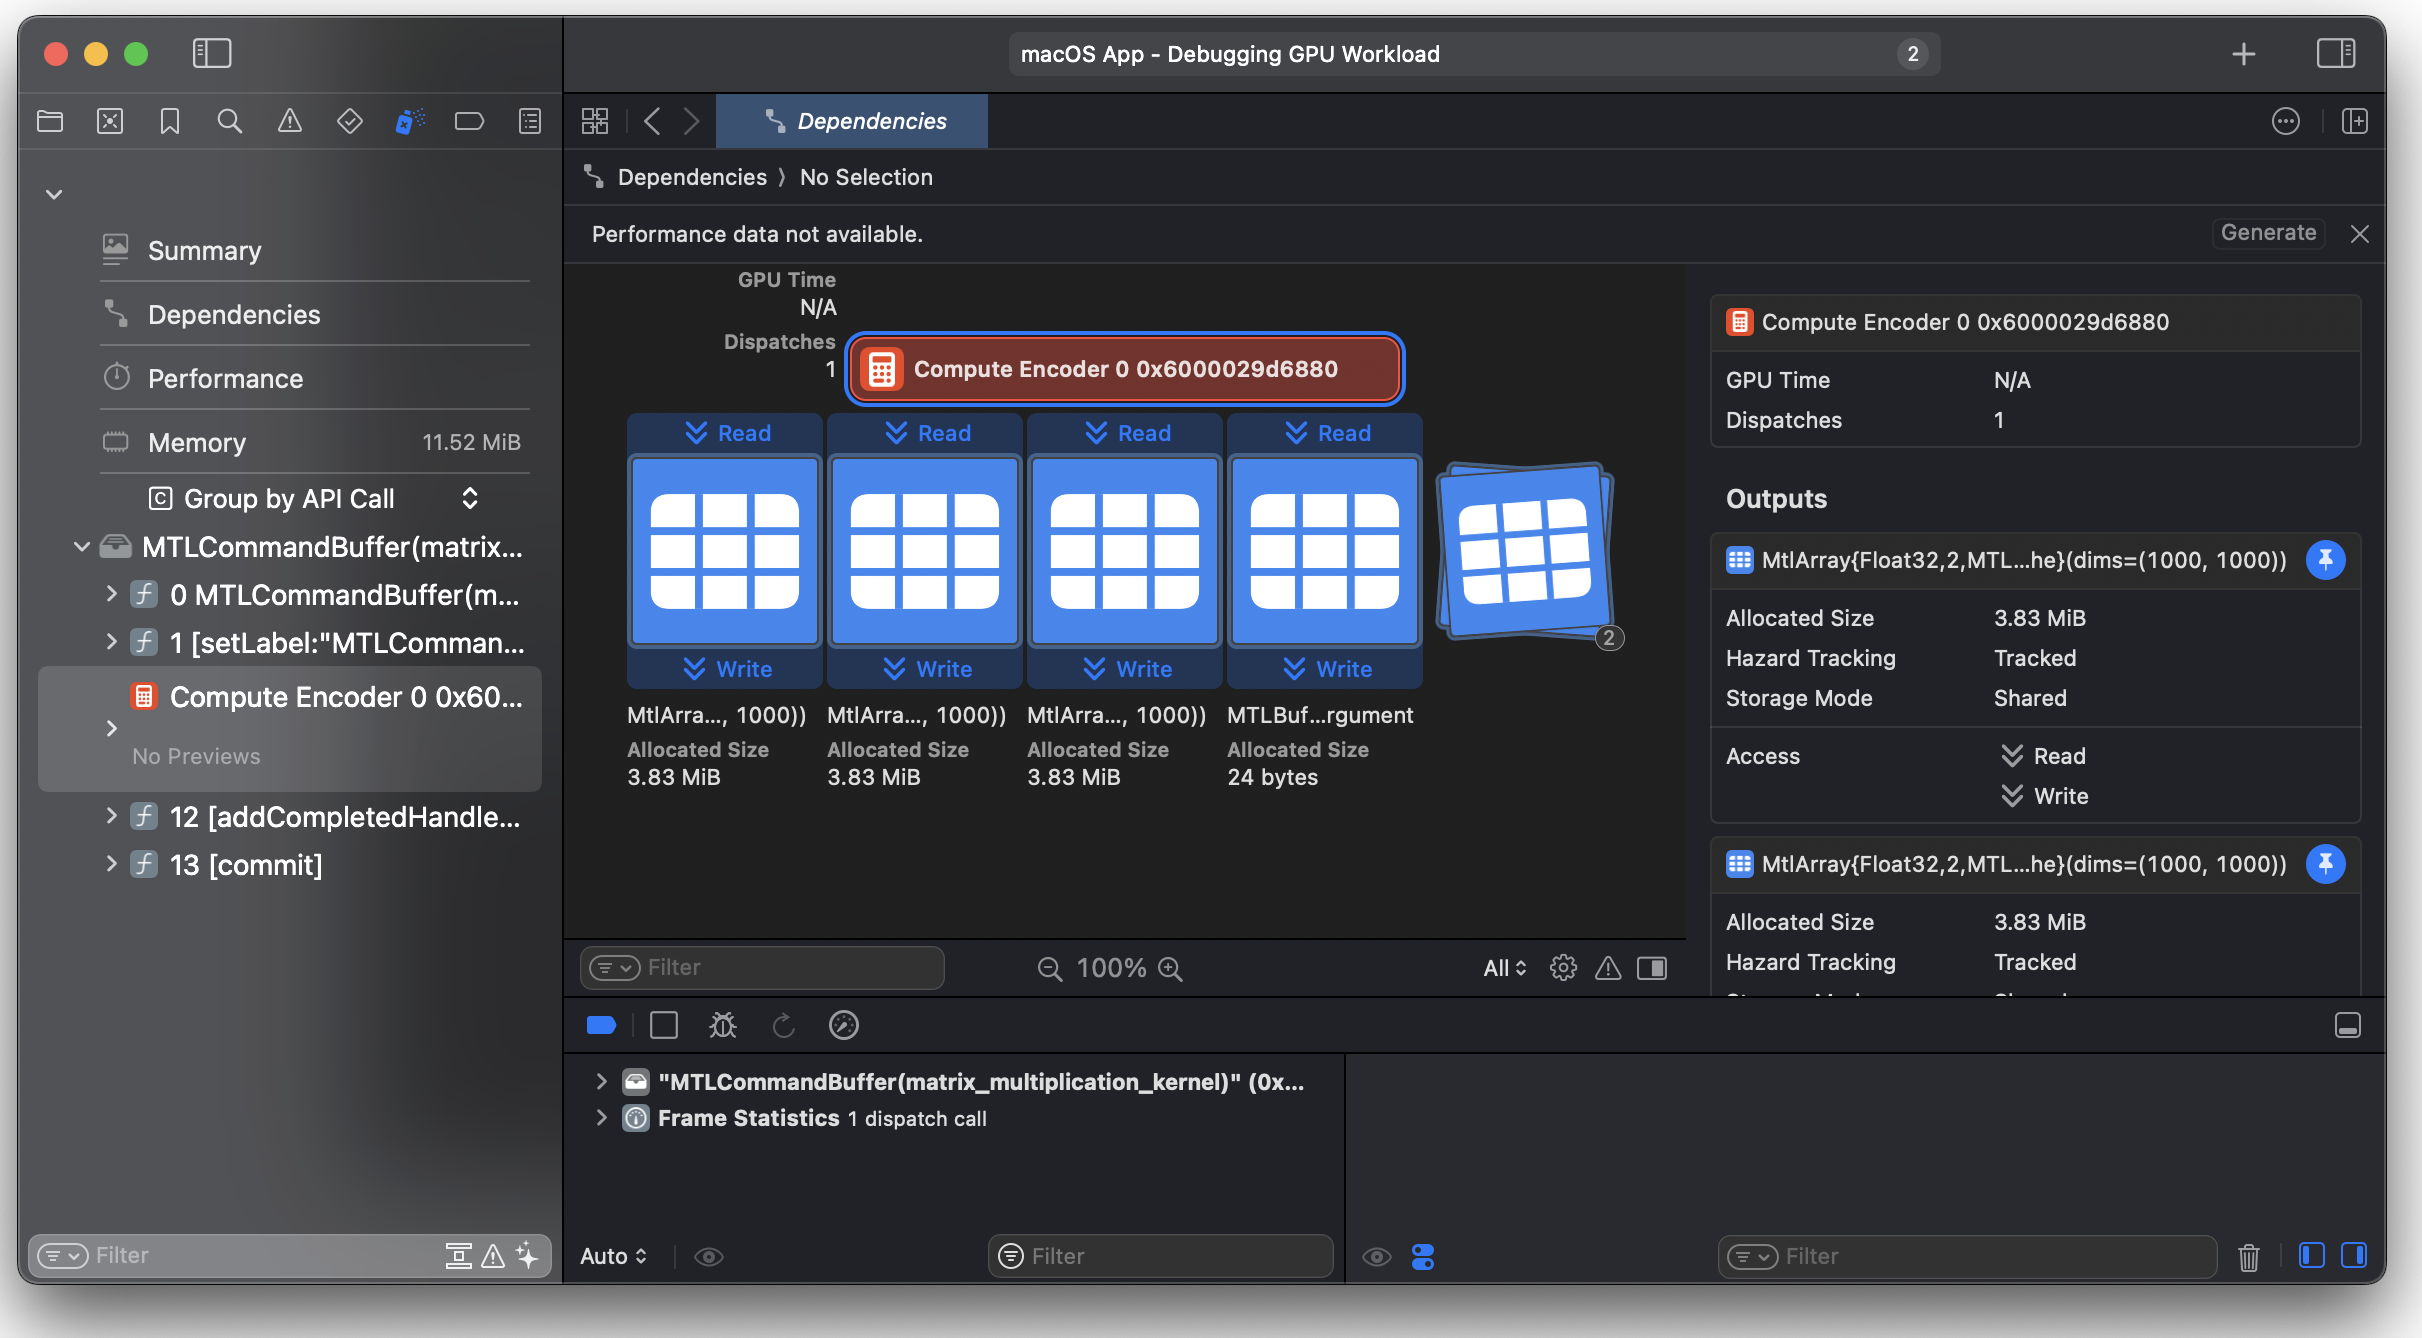 macOS App - Debugging GPU Workload
2
Summary
Dependencies
Performance
Memory 11.52 MiB
Group by API Call
MTLCommandBuffer(matrix...
0 MTLCommandBuffer(m...
1 [setLabel:"MTLComman...
Compute Encoder 0 0x60...
No Previews
12 [addCompletedHandle...
13 [commit]
Filter
Dependencies
Dependencies ⟩ No Selection
Performance data not available.
Generate
GPU Time
N/A
Dispatches
1
Compute Encoder 0 0x6000029d6880
Read Read Read Read
2
Write Write Write Write
MtlArra..., 1000)) MtlArra..., 1000)) MtlArra..., 1000)) MTLBuf...rgument
Allocated Size Allocated Size Allocated Size Allocated Size
3.83 MiB 3.83 MiB 3.83 MiB 24 bytes
Filter
100%
All
Compute Encoder 0 0x6000029d6880
GPU Time N/A
Dispatches 1
Outputs
MtlArray{Float32,2,MTL...he}(dims=(1000, 1000))
Allocated Size 3.83 MiB
Hazard Tracking Tracked
Storage Mode Shared
Access Read
Write
MtlArray{Float32,2,MTL...he}(dims=(1000, 1000))
Allocated Size 3.83 MiB
Hazard Tracking Tracked
"MTLCommandBuffer(matrix_multiplication_kernel)" (0x...
Frame Statistics 1 dispatch call
Auto
Filter
Filter